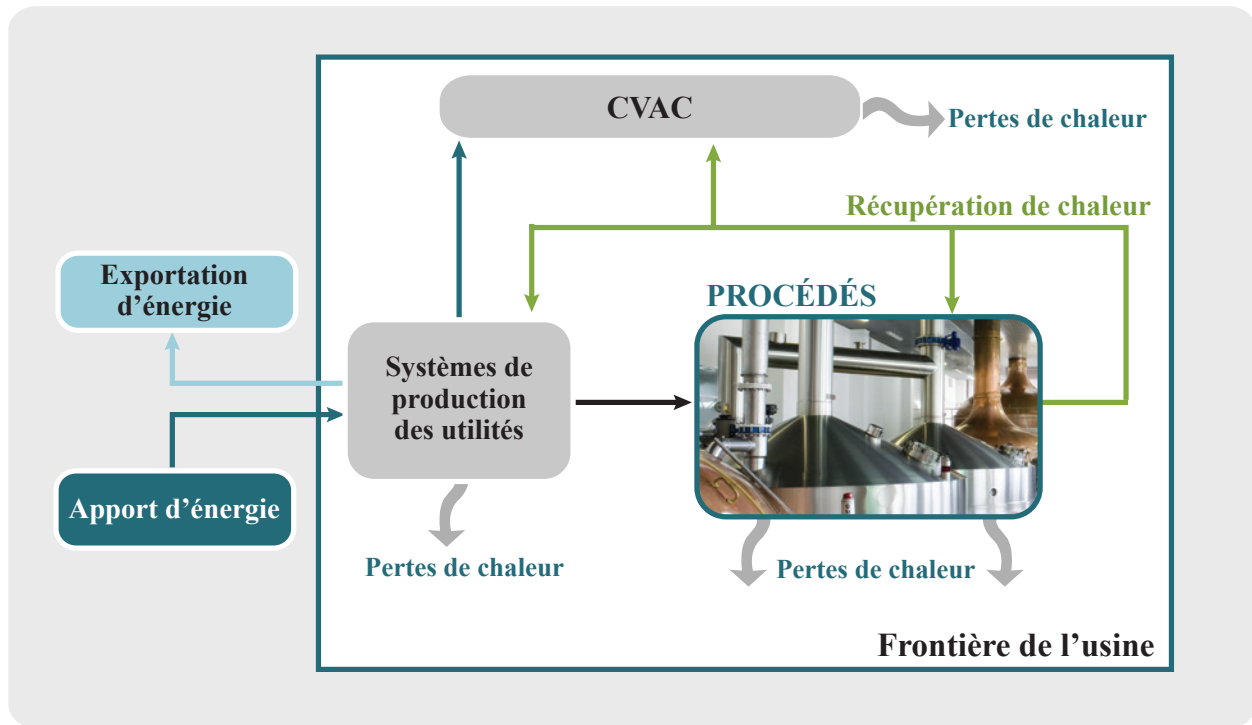 CVAC
Pertes de chaleur
Récupération de chaleur
Exportation
d’énergie
PROCÉDÉS
Systèmes de
production
des utilités
Apport d’énergie
Pertes de chaleur
Pertes de chaleur
Frontière de l’usine